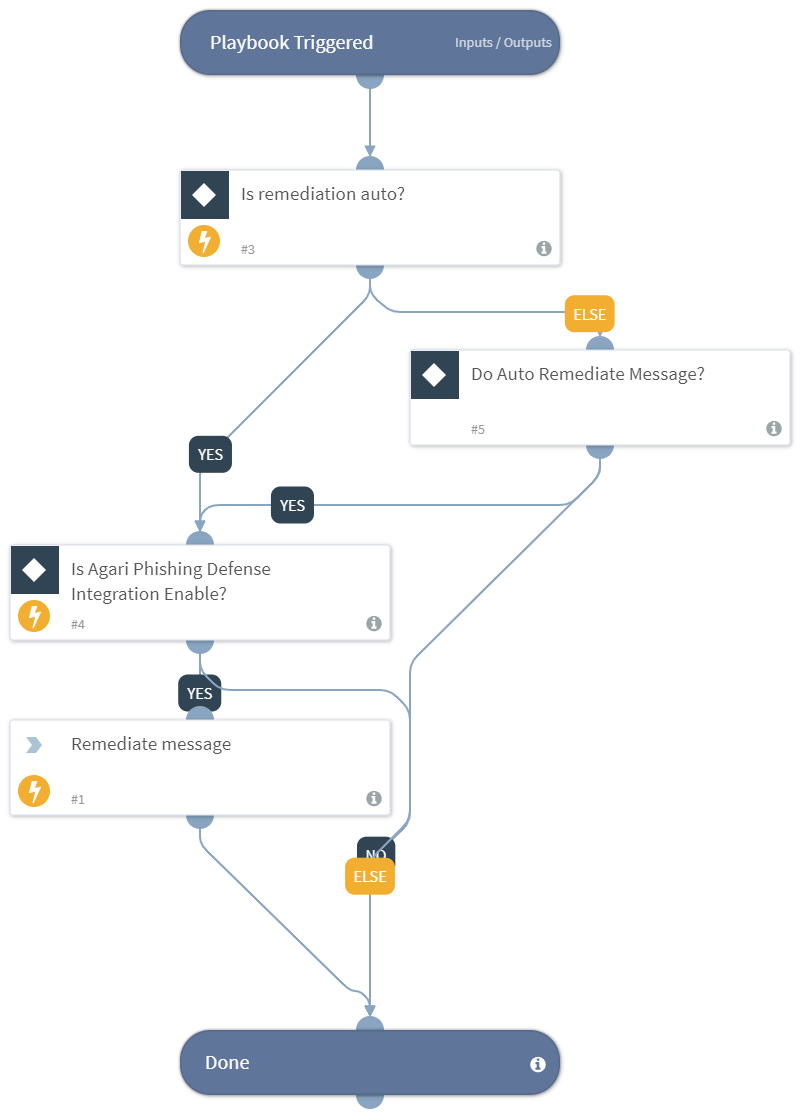 Playbook Triggered
Inputs / Outputs
Is remediation auto?
#3
ELSE
Do Auto Remediate Message?
#5
YES
YES
Is Agari Phishing Defense
Integration Enable?
#4
YES
Remediate message
#1
NO
ELSE
Done